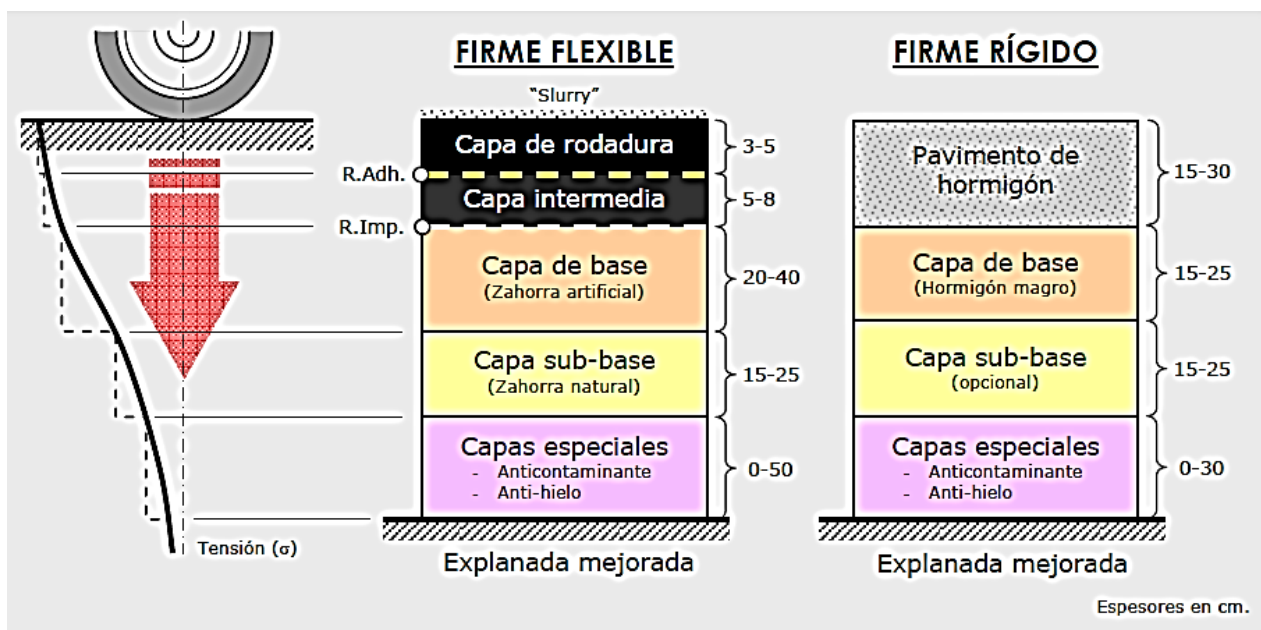 FIRME FLEXIBLE
"Slurry"
Capa de rodadura
3-5
R.Adh.
Capa intermedia
5-8
R.Imp.
Capa de base
(Zahorra artificial)
20-40
Capa sub-base
(Zahorra natural)
15-25
Capas especiales
- Anticontaminante
- Anti-hielo
0-50
Tensión (σ)
Explanada mejorada
FIRME RÍGIDO
Pavimento de
hormigón
15-30
Capa de base
(Hormigón magro)
15-25
Capa sub-base
(opcional)
15-25
Capas especiales
- Anticontaminante
- Anti-hielo
0-30
Explanada mejorada
Espesores en cm.